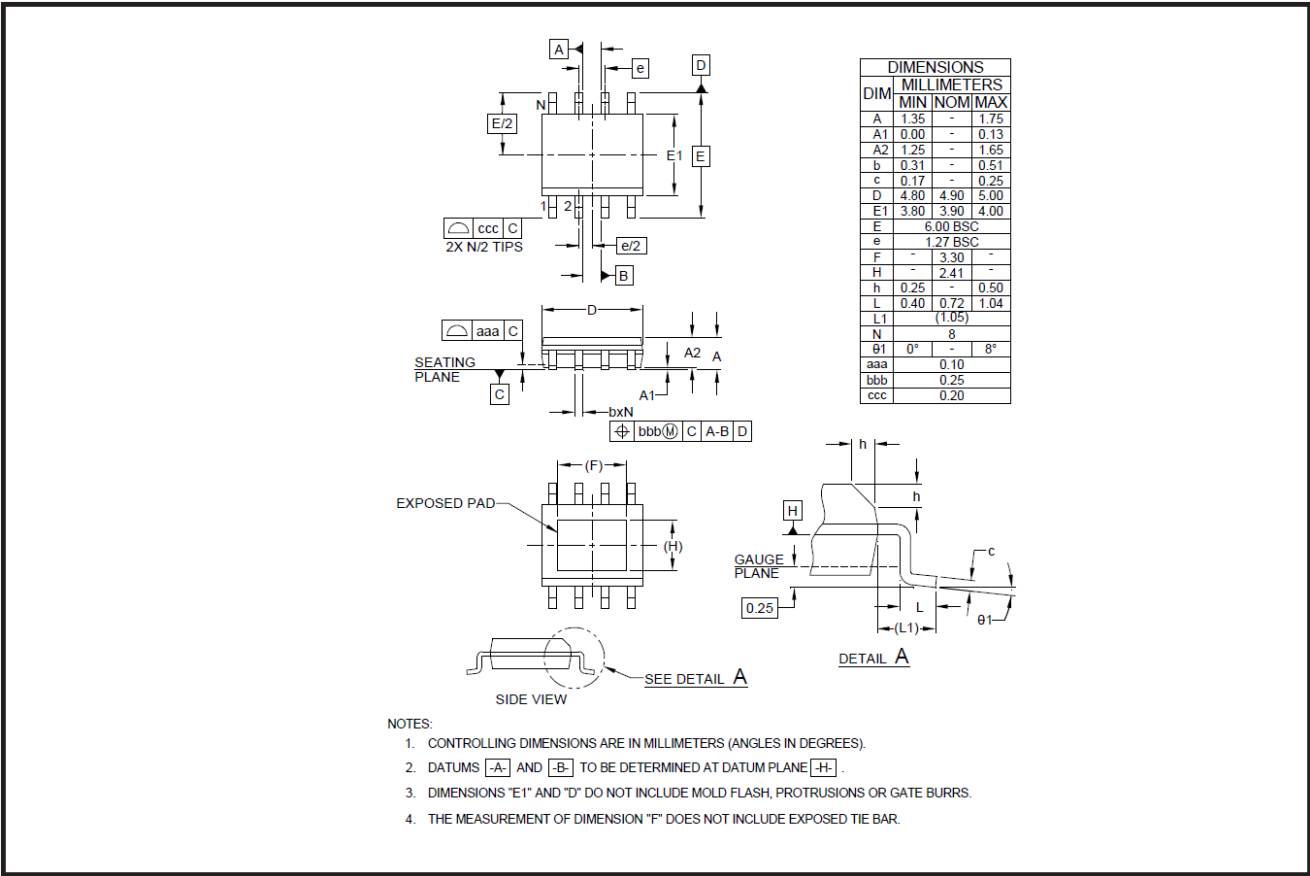 A
e
D
N
E/2
E1
E
1 2
⌓ ccc C
2X N/2 TIPS
e/2
B
D
⌓ aaa C
A2 A
SEATING
PLANE
C
A1
bxN
⌖ bbbⓂ C A-B D
(F)
EXPOSED PAD
(H)
SEE DETAIL A
SIDE VIEW
DIMENSIONS
DIM MILLIMETERS
MIN NOM MAX
A 1.35 - 1.75
A1 0.00 - 0.13
A2 1.25 - 1.65
b 0.31 - 0.51
c 0.17 - 0.25
D 4.80 4.90 5.00
E1 3.80 3.90 4.00
E 6.00 BSC
e 1.27 BSC
F - 3.30 -
H - 2.41 -
h 0.25 - 0.50
L 0.40 0.72 1.04
L1 (1.05)
N 8
θ1 0° - 8°
aaa 0.10
bbb 0.25
ccc 0.20
h
h
H
GAUGE
PLANE
c
0.25
L
(L1)
θ1
DETAIL A
NOTES:
1. CONTROLLING DIMENSIONS ARE IN MILLIMETERS (ANGLES IN DEGREES).
2. DATUMS -A- AND -B- TO BE DETERMINED AT DATUM PLANE -H- .
3. DIMENSIONS "E1" AND "D" DO NOT INCLUDE MOLD FLASH, PROTRUSIONS OR GATE BURRS.
4. THE MEASUREMENT OF DIMENSION "F" DOES NOT INCLUDE EXPOSED TIE BAR.